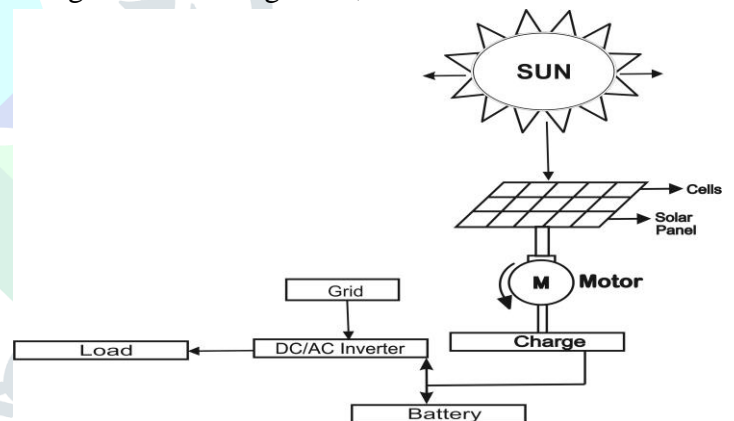 SUN
Cells
Solar
Panel
M
Motor
Grid
Charge
Load
DC/AC Inverter
Battery